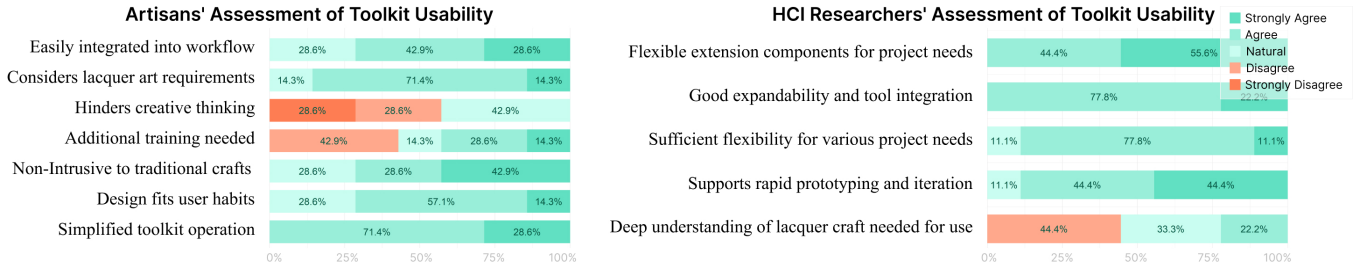 Artisans' Assessment of Toolkit Usability
Easily integrated into workflow 28.6% 42.9% 28.6%
Considers lacquer art requirements 14.3% 71.4% 14.3%
Hinders creative thinking 28.6% 28.6% 42.9%
Additional training needed 42.9% 14.3% 28.6% 14.3%
Non-Intrusive to traditional crafts 28.6% 28.6% 42.9%
Design fits user habits 28.6% 57.1% 14.3%
Simplified toolkit operation 71.4% 28.6%
0% 25% 50% 75% 100%
HCI Researchers' Assessment of Toolkit Usability
Flexible extension components for project needs 44.4% 55.6%
Good expandability and tool integration 77.8% 22.2%
Sufficient flexibility for various project needs 11.1% 77.8% 11.1%
Supports rapid prototyping and iteration 11.1% 44.4% 44.4%
Deep understanding of lacquer craft needed for use 44.4% 33.3% 22.2%
0% 25% 50% 75% 100%
Strongly Agree
Agree
Natural
Disagree
Strongly Disagree